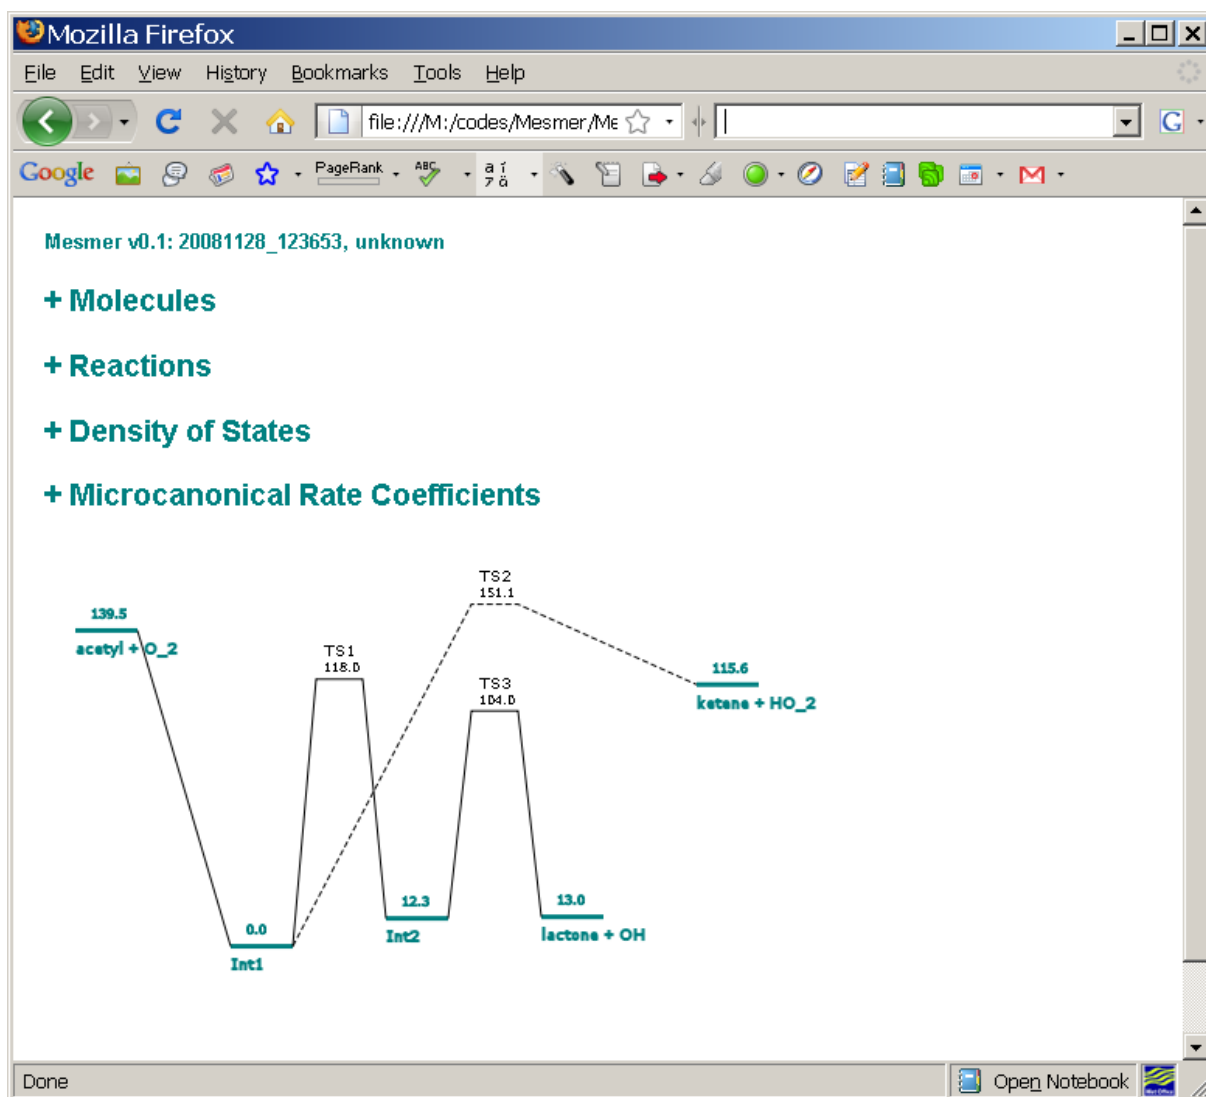 Mozilla Firefox
File Edit View History Bookmarks Tools Help
file:///M:/codes/Mesmer/Me
G
Google PageRank ABC
Mesmer v0.1: 20081128_123653, unknown
+ Molecules
+ Reactions
+ Density of States
+ Microcanonical Rate Coefficients
TS2
151.1
139.5
acetyl + O_2
TS1
118.0
115.6
ketene + HO_2
TS3
104.0
12.3
Int2
13.0
lactone + OH
0.0
Int1
Done Open Notebook